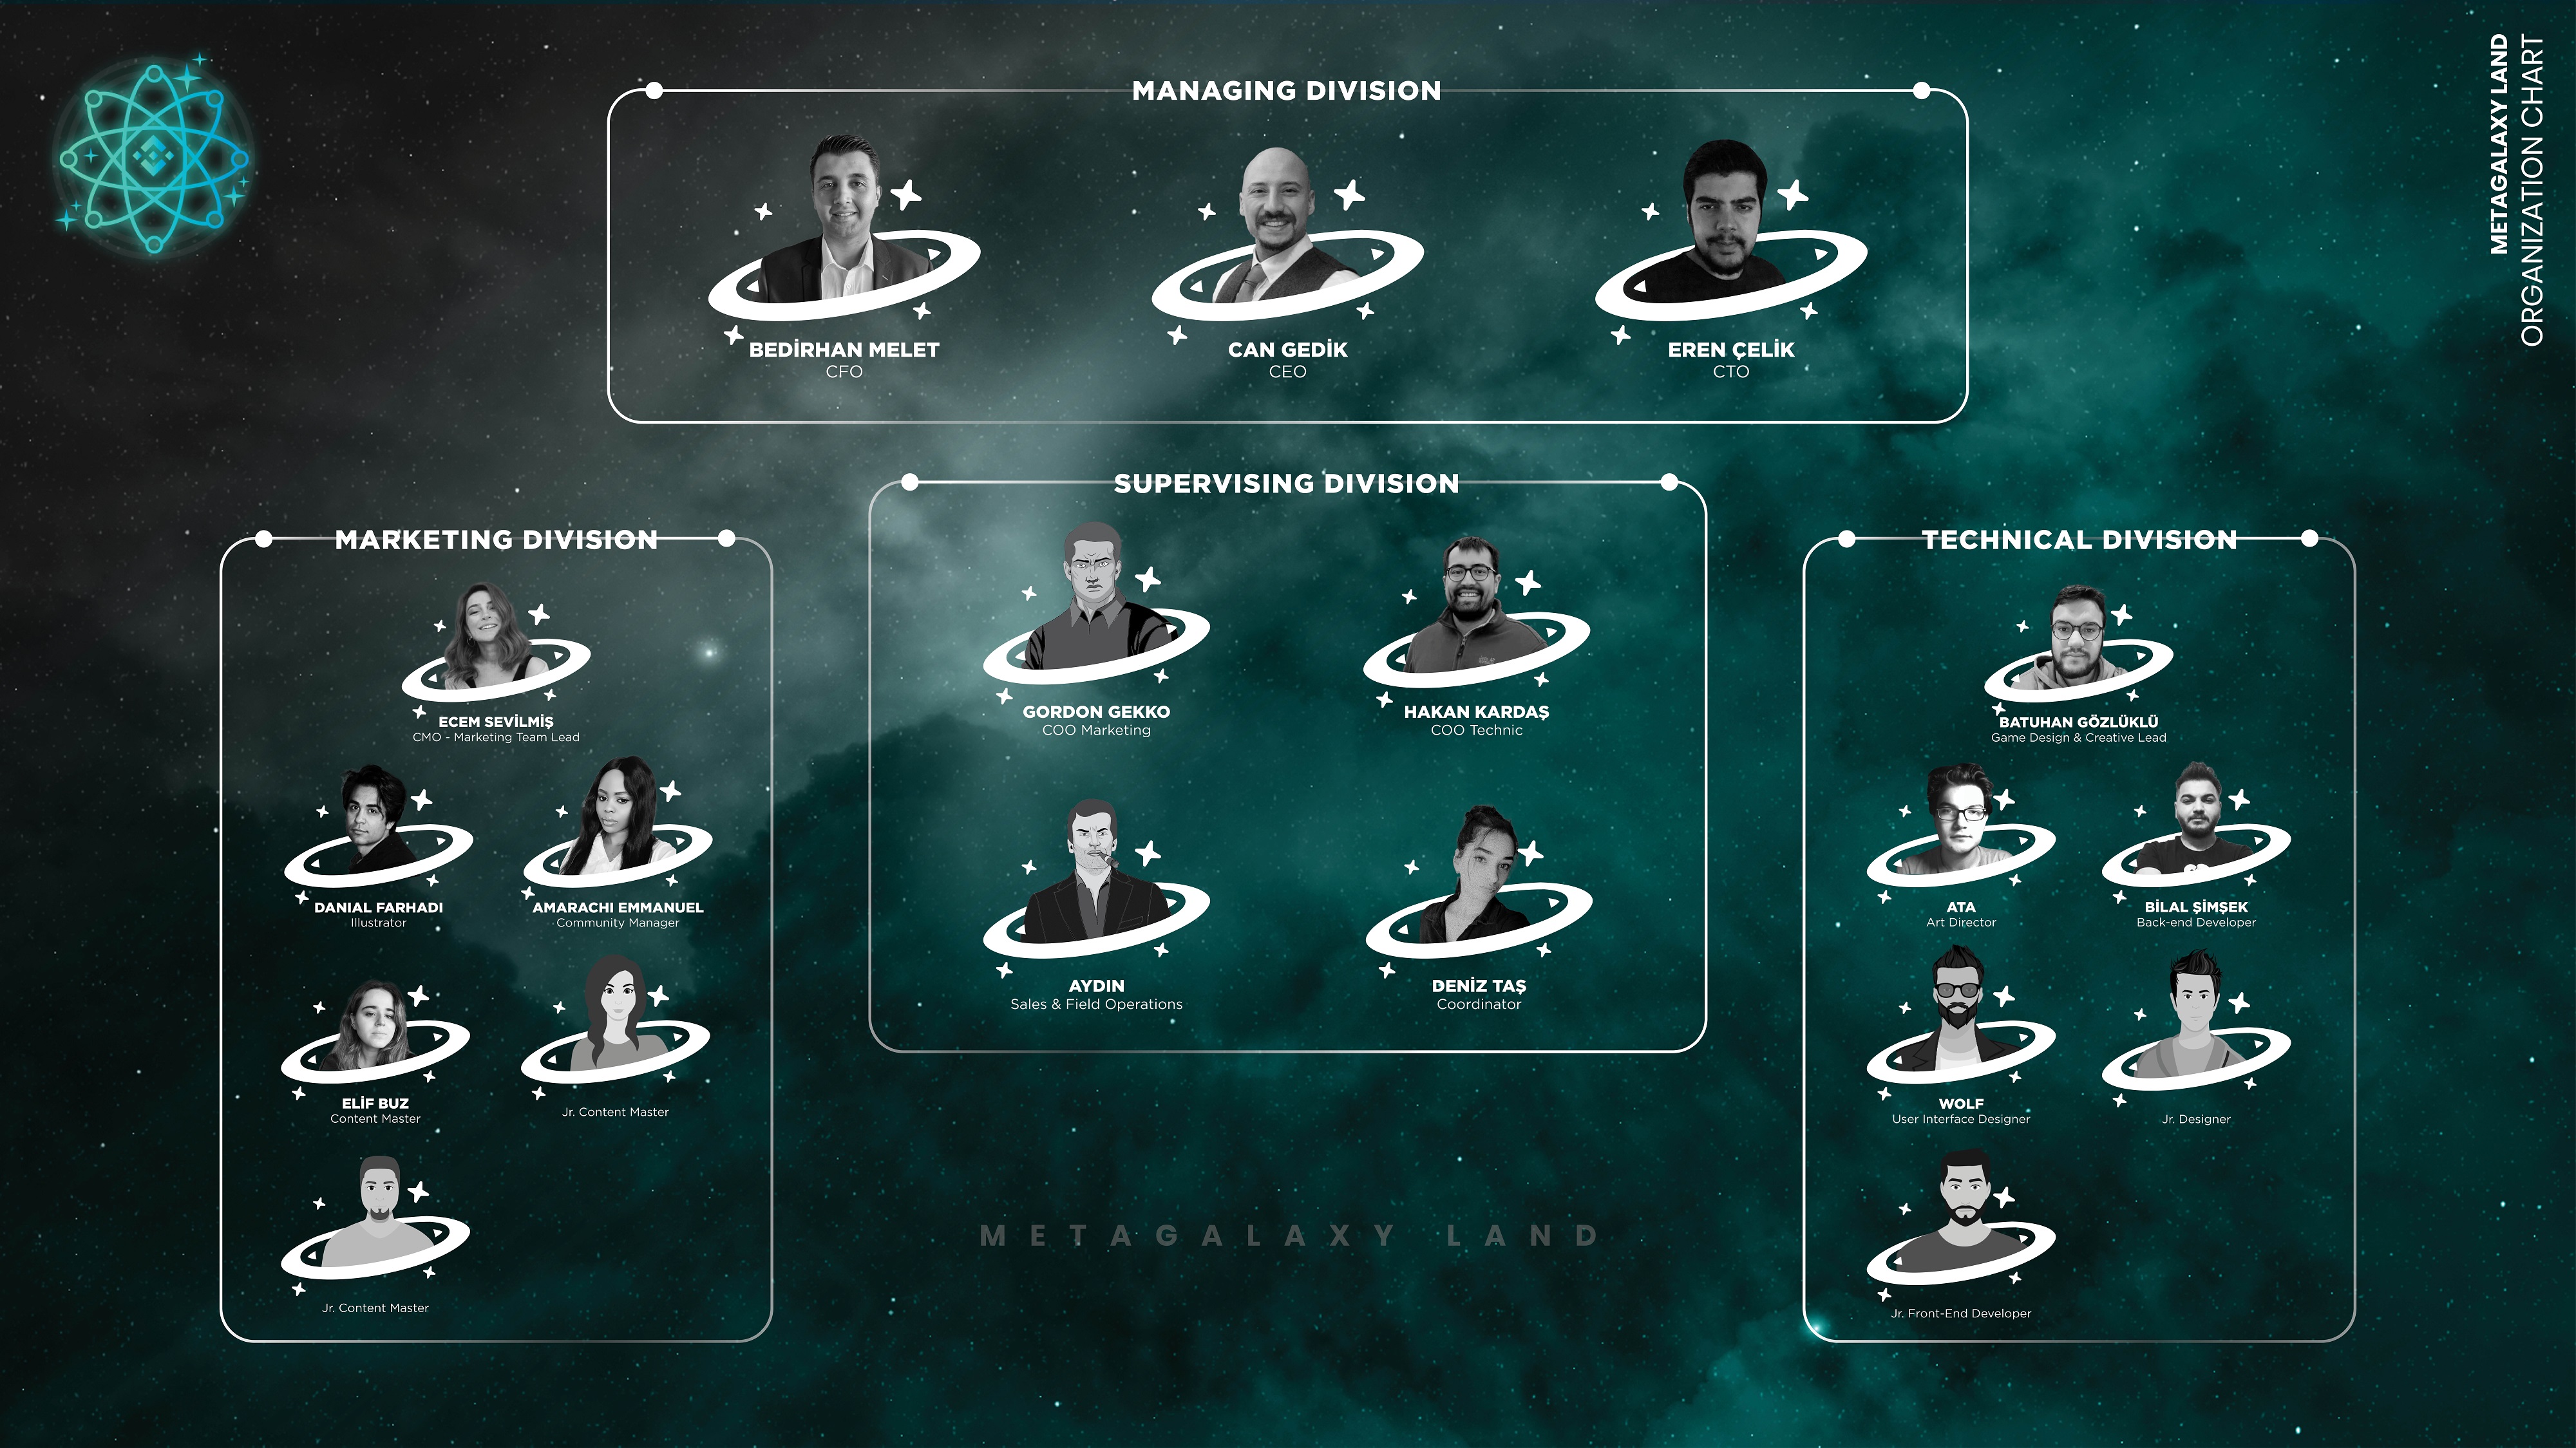 METAGALAXY LAND
ORGANIZATION CHART
MANAGING DIVISION
BEDİRHAN MELET
CFO
CAN GEDİK
CEO
EREN ÇELİK
CTO
SUPERVISING DIVISION
GORDON GEKKO
COO Marketing
HAKAN KARDAŞ
COO Technic
AYDIN
Sales & Field Operations
DENİZ TAŞ
Coordinator
MARKETING DIVISION
ECEM SEVİLMİŞ
CMO - Marketing Team Lead
DANIAL FARHADI
Illustrator
AMARACHI EMMANUEL
Community Manager
ELİF BUZ
Content Master
Jr. Content Master
Jr. Content Master
TECHNICAL DIVISION
BATUHAN GÖZLÜKLÜ
Game Design & Creative Lead
ATA
Art Director
BİLAL ŞİMŞEK
Back-end Developer
WOLF
User Interface Designer
Jr. Designer
Jr. Front-End Developer
METAGALAXY LAND